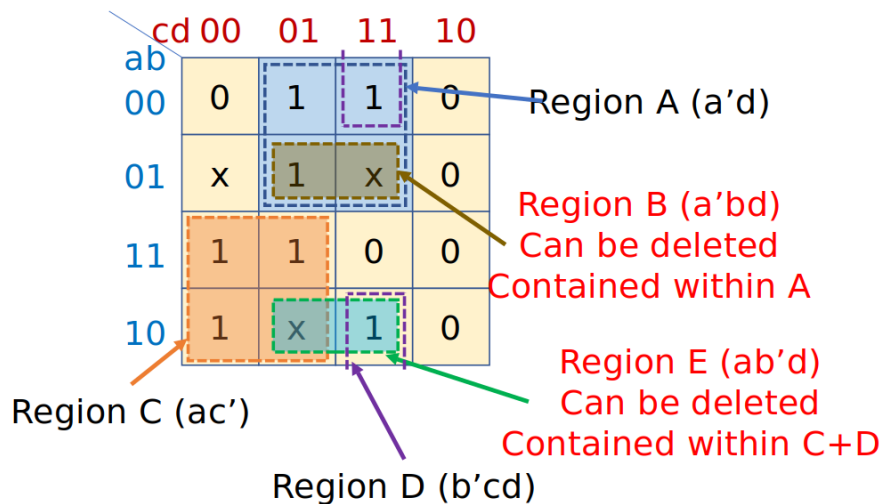 cd 00 01 11 10
ab
00 0 1 1 0
Region A (a’d)
01 x 1 x 0
Region B (a’bd)
Can be deleted
Contained within A
11 1 1 0 0
10 1 x 1 0
Region E (ab’d)
Can be deleted
Contained within C+D
Region C (ac’)
Region D (b’cd)